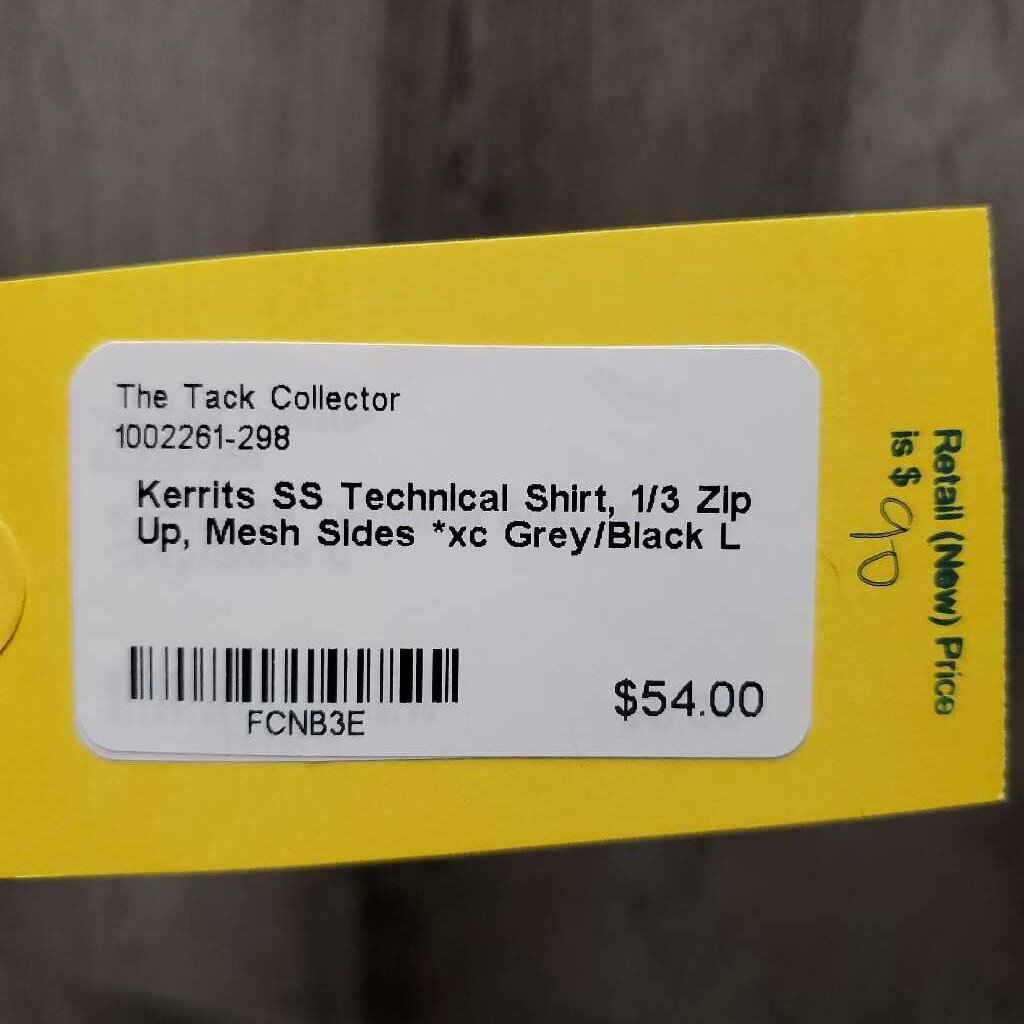 The Tack Collector
1002261-298
Kerrits SS Technical Shirt, 1/3 Zip
Up, Mesh Sides *xc Grey/Black L
FCNB3E
$54.00
Retail (New) Price
is $ 90